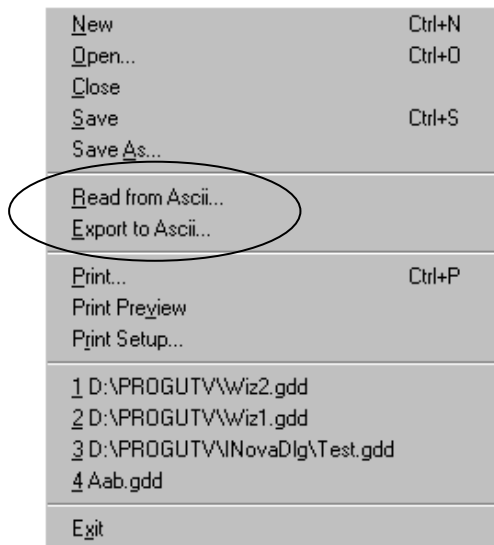 New Ctrl+N
Open... Ctrl+O
Close
Save Ctrl+S
Save As...
Read from Ascii...
Export to Ascii...
Print... Ctrl+P
Print Preview
Print Setup...
1 D:\PROGUTV\Wiz2.gdd
2 D:\PROGUTV\Wiz1.gdd
3 D:\PROGUTV\INovaDlg\Test.gdd
4 Aab.gdd
Exit